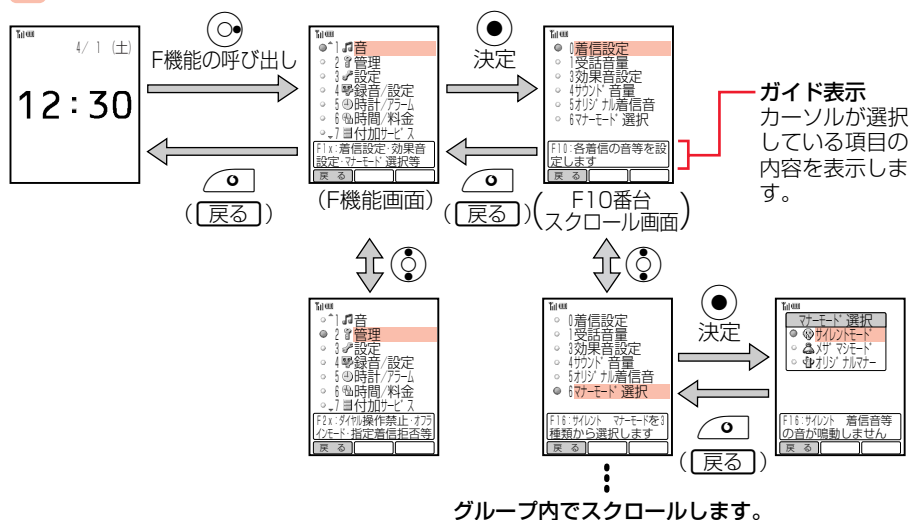 4/ 1 (土)
12:30
F機能の呼び出し
1 音
2 管理
3 設定
4 録音/設定
5 時計/アラーム
6 時間/料金
7 付加サービス
F1x:着信設定・効果音
設定・マナーモード選択等
戻る
(F機能画面)
(戻る)
決定
(戻る)
0着信設定
1受話音量
3効果音設定
4サウンド音量
5オリジナル着信音
6マナーモード選択
F10:各着信の音等を設
定します
戻る
(F10番台
スクロール画面)
ガイド表示
カーソルが選択
している項目の
内容を表示しま
す。
1 音
2 管理
3 設定
4 録音/設定
5 時計/アラーム
6 時間/料金
7 付加サービス
F2x:ダイヤル操作禁止・オフラ
インモード・指定着信拒否等
戻る
0着信設定
1受話音量
3効果音設定
4サウンド音量
5オリジナル着信音
6マナーモード選択
F16:サイレント マナーモードを3
種類から選択します
戻る
決定
(戻る)
マナーモード選択
サイレントモード
メザマシモード
オリジナルマナー
F16:サイレント 着信音等
の音が鳴動しません
戻る
グループ内でスクロールします。